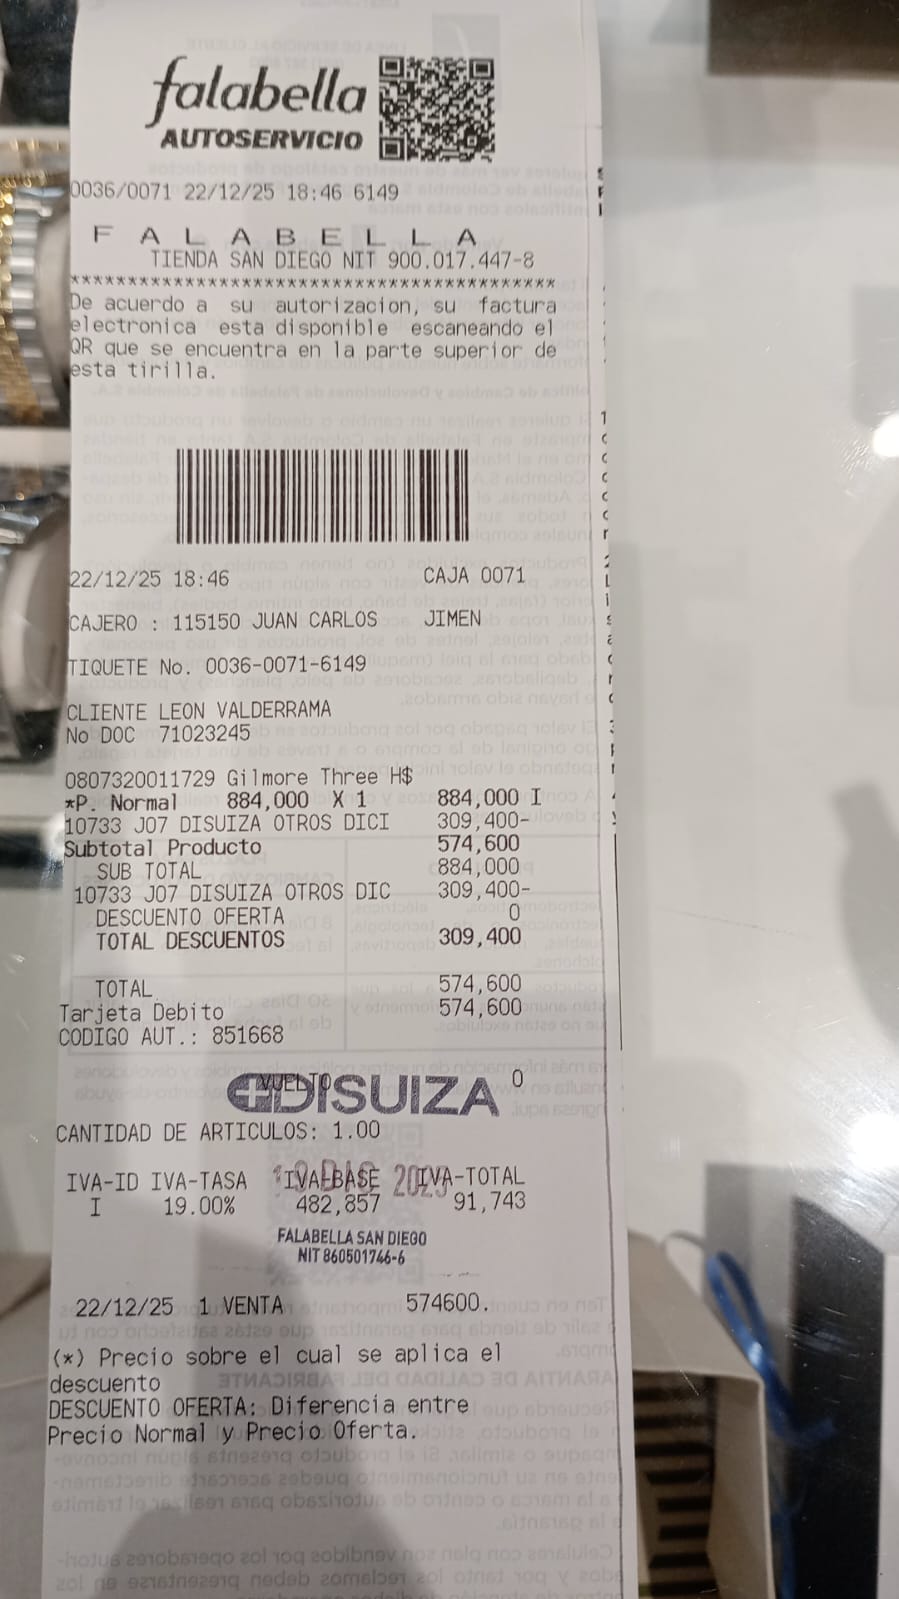 falabella
AUTOSERVICIO
0036/0071 22/12/25 18:46 6149
F A L A B E L L A
TIENDA SAN DIEGO NIT 900.017.447-8
******************************************
De acuerdo a su autorizacion, su factura
electronica esta disponible escaneando el
QR que se encuentra en la parte superior de
esta tirilla.
22/12/25 18:46 CAJA 0071
CAJERO : 115150 JUAN CARLOS JIMEN
TIQUETE No. 0036-0071-6149
CLIENTE LEON VALDERRAMA
No DOC 71023245
0807320011729 Gilmore Three H$
*P. Normal 884,000 X 1 884,000 I
10733 J07 DISUIZA OTROS DICI 309,400-
Subtotal Producto 574,600
SUB TOTAL 884,000
10733 J07 DISUIZA OTROS DIC 309,400-
DESCUENTO OFERTA 0
TOTAL DESCUENTOS 309,400
TOTAL 574,600
Tarjeta Debito 574,600
CODIGO AUT.: 851668
VUELTO 0
DISUIZA
CANTIDAD DE ARTICULOS: 1.00
IVA-ID IVA-TASA IVA-BASE IVA-TOTAL
I 19.00% 482,857 91,743
FALABELLA SAN DIEGO
NIT 860501746-6
22/12/25 1 VENTA 574600.
(*) Precio sobre el cual se aplica el
descuento
DESCUENTO OFERTA: Diferencia entre
Precio Normal y Precio Oferta.